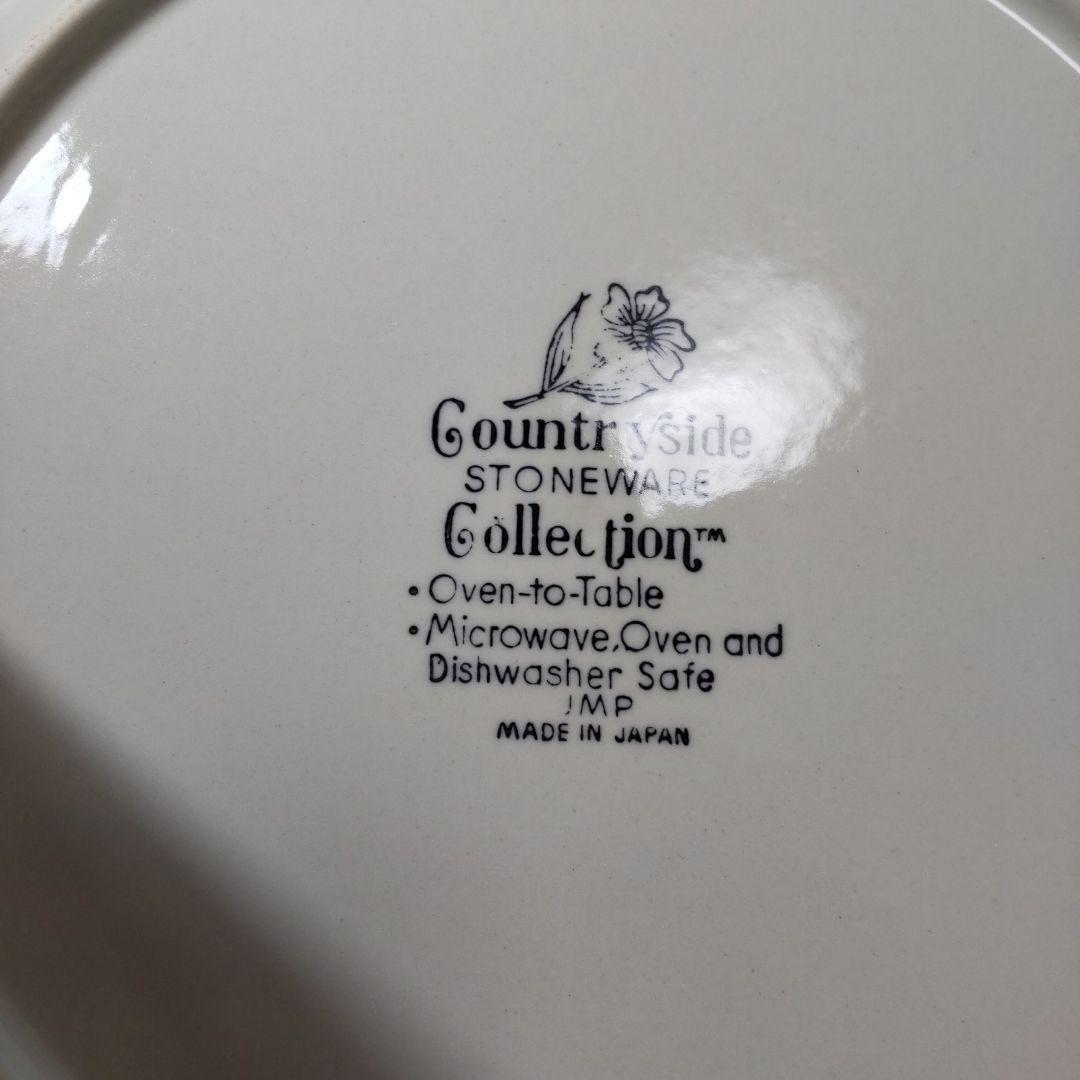 Countryside
STONEWARE
Collection™
• Oven-to-Table
• Microwave, Oven and
Dishwasher Safe
JMP
MADE IN JAPAN